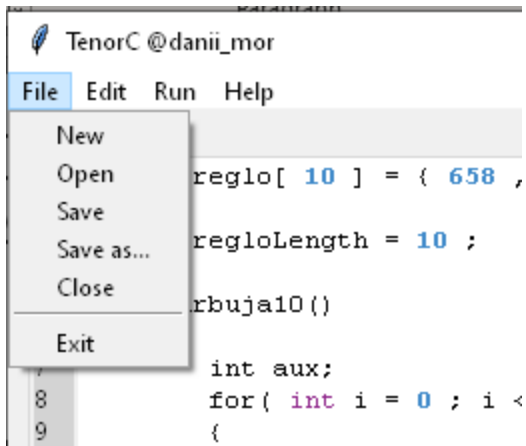 TenorC @danii_mor
File Edit Run Help
New
Open
Save
Save as...
Close
Exit
reglo[ 10 ] = { 658 ,
regloLength = 10 ;
rbuja10()
7 int aux;
8 for( int i = 0 ; i <
9 {